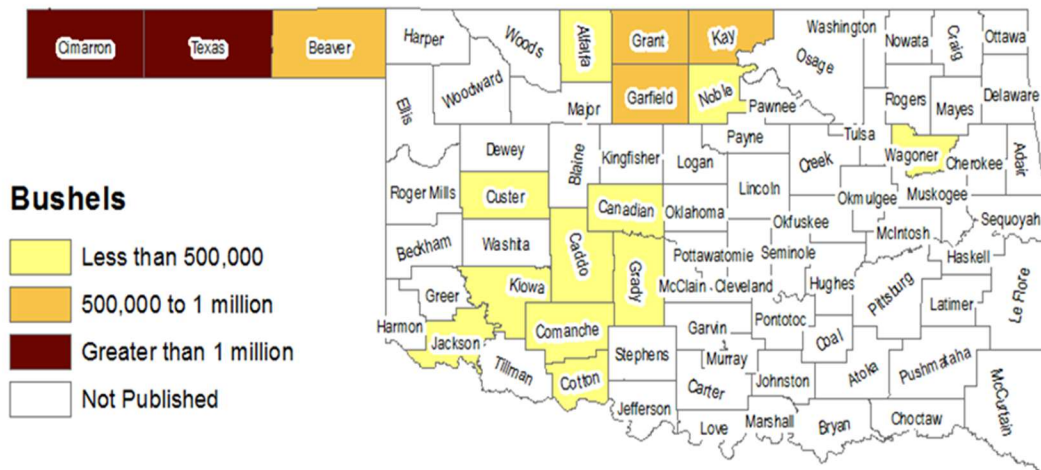 Cimarron
Texas
Beaver
Harper
Woods
Alfalfa
Grant
Kay
Washington
Osage
Nowata
Craig
Ottawa
Ellis
Woodward
Major
Garfield
Noble
Pawnee
Rogers
Mayes
Delaware
Dewey
Blaine
Kingfisher
Logan
Payne
Creek
Tulsa
Wagoner
Cherokee
Adair
Roger Mills
Custer
Canadian
Oklahoma
Lincoln
Okfuskee
Okmulgee
Muskogee
Sequoyah
Beckham
Washita
Caddo
Grady
Pottawatomie
Seminole
McIntosh
Haskell
Greer
Kiowa
McClain
Cleveland
Hughes
Pittsburg
Latimer
Le Flore
Harmon
Jackson
Comanche
Garvin
Pontotoc
Coal
Tillman
Stephens
Murray
Johnston
Atoka
Pushmataha
Cotton
Carter
McCurtain
Jefferson
Love
Marshall
Bryan
Choctaw
Bushels
Less than 500,000
500,000 to 1 million
Greater than 1 million
Not Published